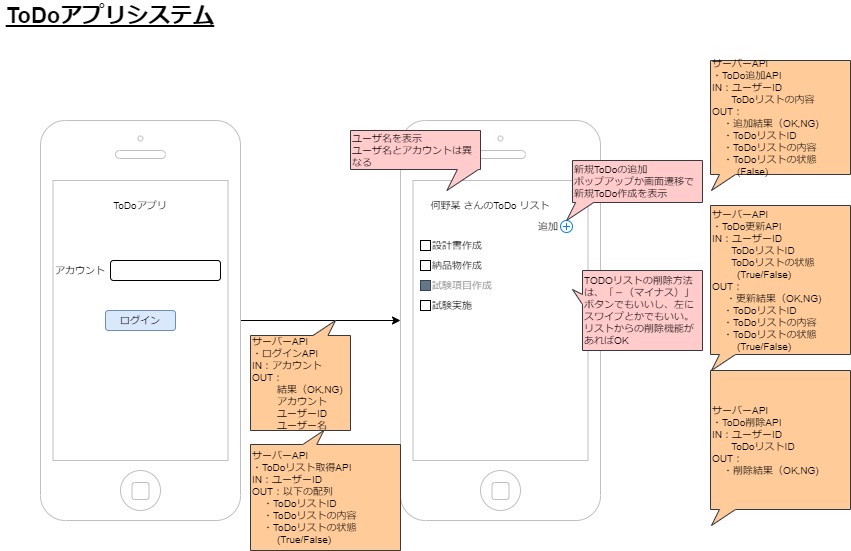 ToDoアプリシステム
ToDoアプリ
アカウント
ログイン
サーバーAPI
・ログインAPI
IN：アカウント
OUT：
結果（OK,NG)
アカウント
ユーザーID
ユーザー名
サーバーAPI
・ToDoリスト取得API
IN：ユーザーID
OUT：以下の配列
・ToDoリストID
・ToDoリストの内容
・ToDoリストの状態
(True/False)
ユーザ名を表示
ユーザ名とアカウントは異
なる
何野某 さんのToDo リスト
追加
設計書作成
納品物作成
試験項目作成
試験実施
新規ToDoの追加
ポップアップか画面遷移で
新規ToDo作成を表示
TODOリストの削除方法
は、「－（マイナス）」
ボタンでもいいし、左に
スワイプとかでもいい。
リストからの削除機能が
あればOK
サーバーAPI
・ToDo追加API
IN：ユーザーID
ToDoリストの内容
OUT：
・追加結果（OK,NG)
・ToDoリストID
・ToDoリストの内容
・ToDoリストの状態
(False)
サーバーAPI
・ToDo更新API
IN：ユーザーID
ToDoリストID
ToDoリストの状態
(True/False)
OUT：
・更新結果（OK,NG)
・ToDoリストID
・ToDoリストの内容
・ToDoリストの状態
(True/False)
サーバーAPI
・ToDo削除API
IN：ユーザーID
ToDoリストID
OUT：
・削除結果（OK,NG)